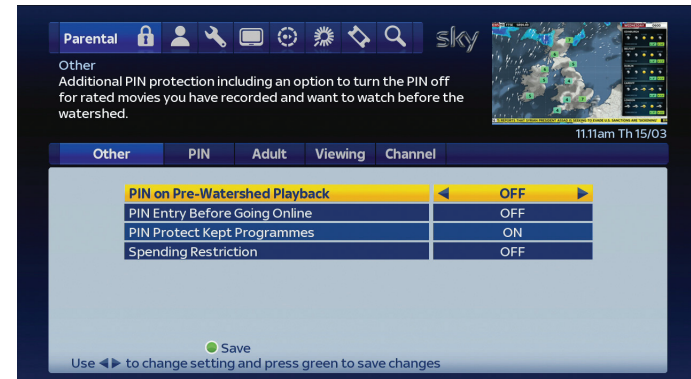 Parental
sky
Other
Additional PIN protection including an option to turn the PIN off
for rated movies you have recorded and want to watch before the
watershed.
11.11am Th 15/03
Other PIN Adult Viewing Channel
PIN on Pre-Watershed Playback OFF
PIN Entry Before Going Online OFF
PIN Protect Kept Programmes ON
Spending Restriction OFF
Save
Use ◀ ▶ to change setting and press green to save changes